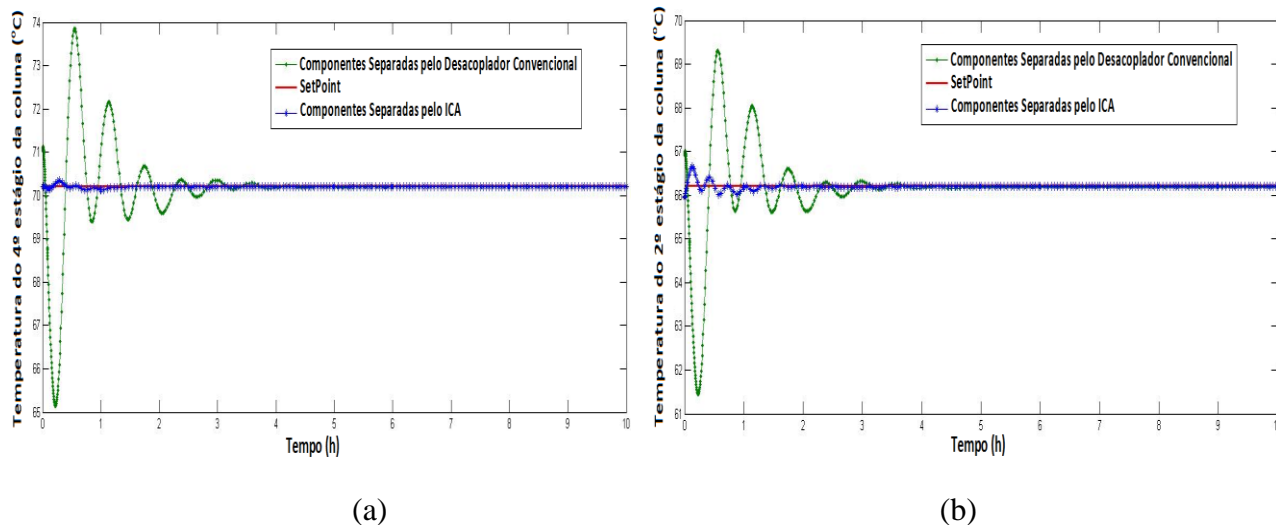 Temperatura do 4º estágio da coluna (°C)
74
73
72
71
70
69
68
67
66
65
Componentes Separadas pelo Desacoplador Convencional
SetPoint
Componentes Separadas pelo ICA
0 1 2 3 4 5 6 7 8 9 10
Tempo (h)
(a)
Temperatura do 2º estágio da coluna (°C)
70
69
68
67
66
65
64
63
62
61
Componentes Separadas pelo Desacoplador Convencional
SetPoint
Componentes Separadas pelo ICA
0 1 2 3 4 5 6 7 8 9
Tempo (h)
(b)